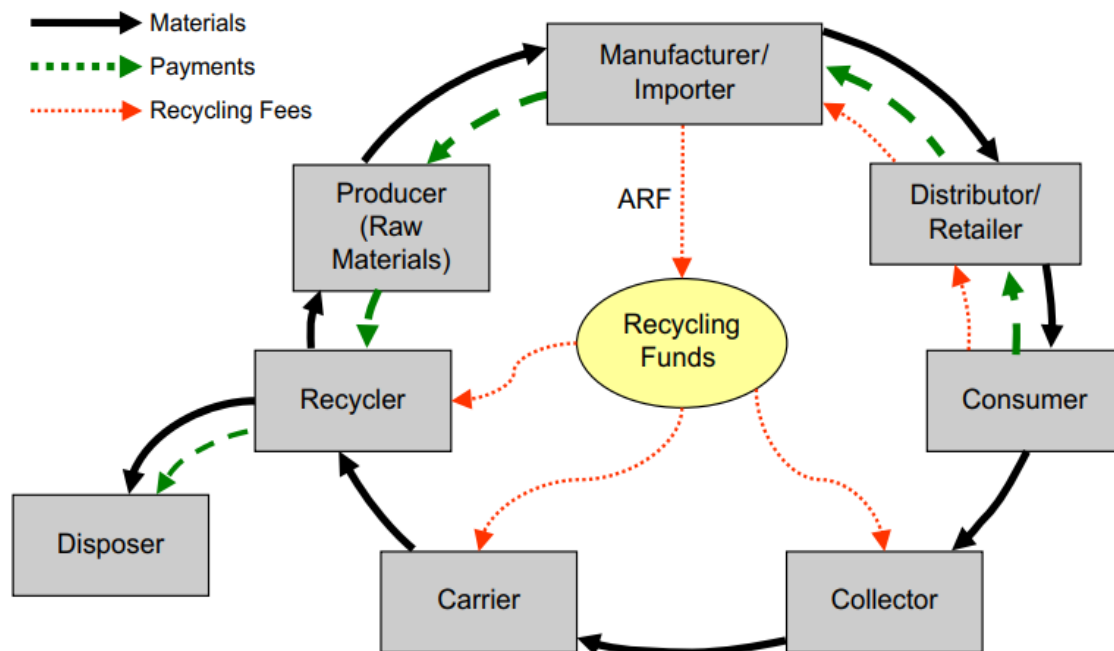 Materials
Payments
Recycling Fees
Manufacturer/
Importer
Producer
(Raw
Materials)
ARF
Distributor/
Retailer
Recycling
Funds
Recycler
Consumer
Disposer
Carrier
Collector